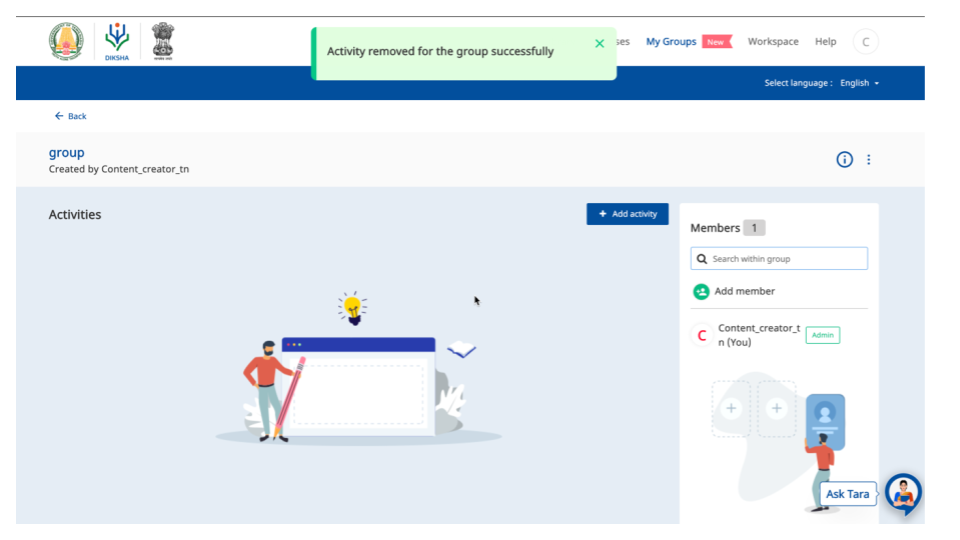 DIKSHA
Activity removed for the group successfully
ses
My Groups
New
Workspace
Help
C
Select language :
English
Back
group
Created by Content_creator_tn
Activities
+ Add activity
Members 1
Search within group
Add member
C
Content_creator_t
n (You)
Admin
Ask Tara